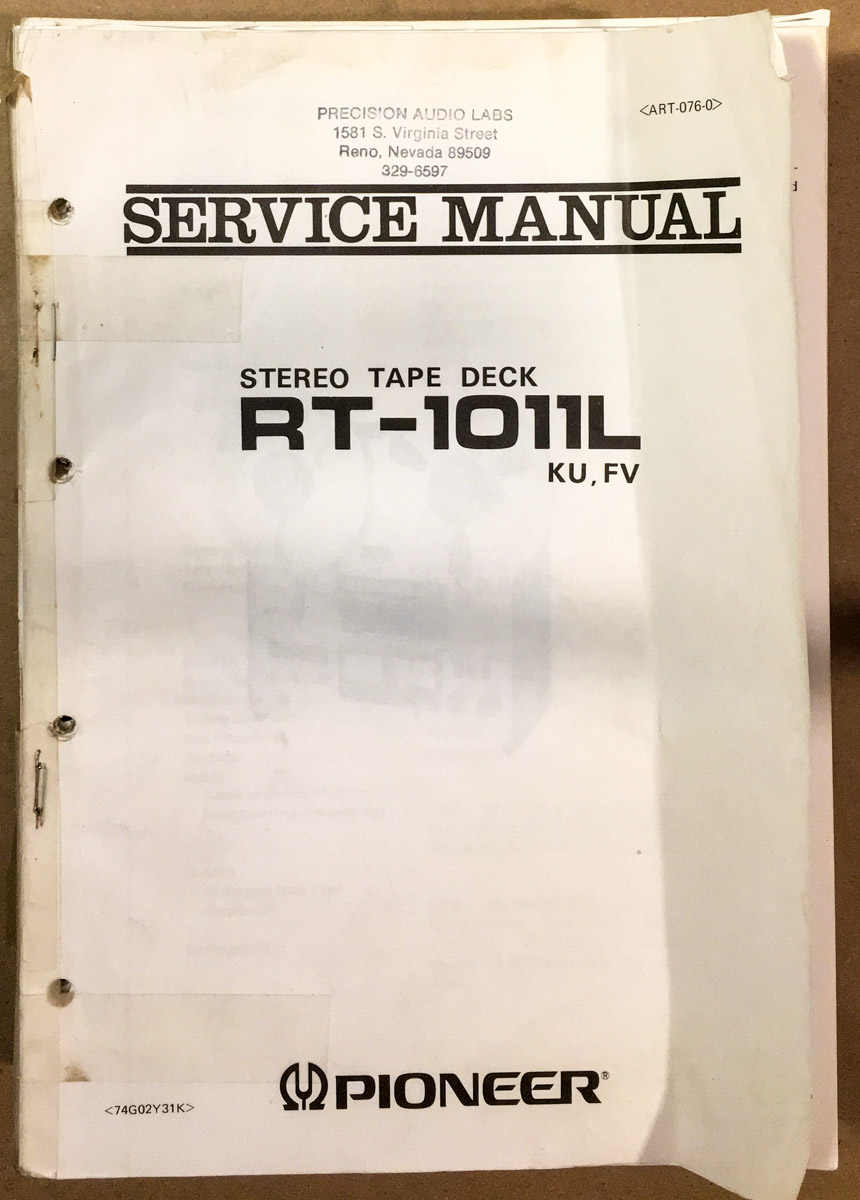 PRECISION AUDIO LABS
1581 S. Virginia Street
Reno, Nevada 89509
329-6597
<ART-076-0>
SERVICE MANUAL
STEREO TAPE DECK
RT-1011L
KU, FV
PIONEER®
<74G02Y31K>